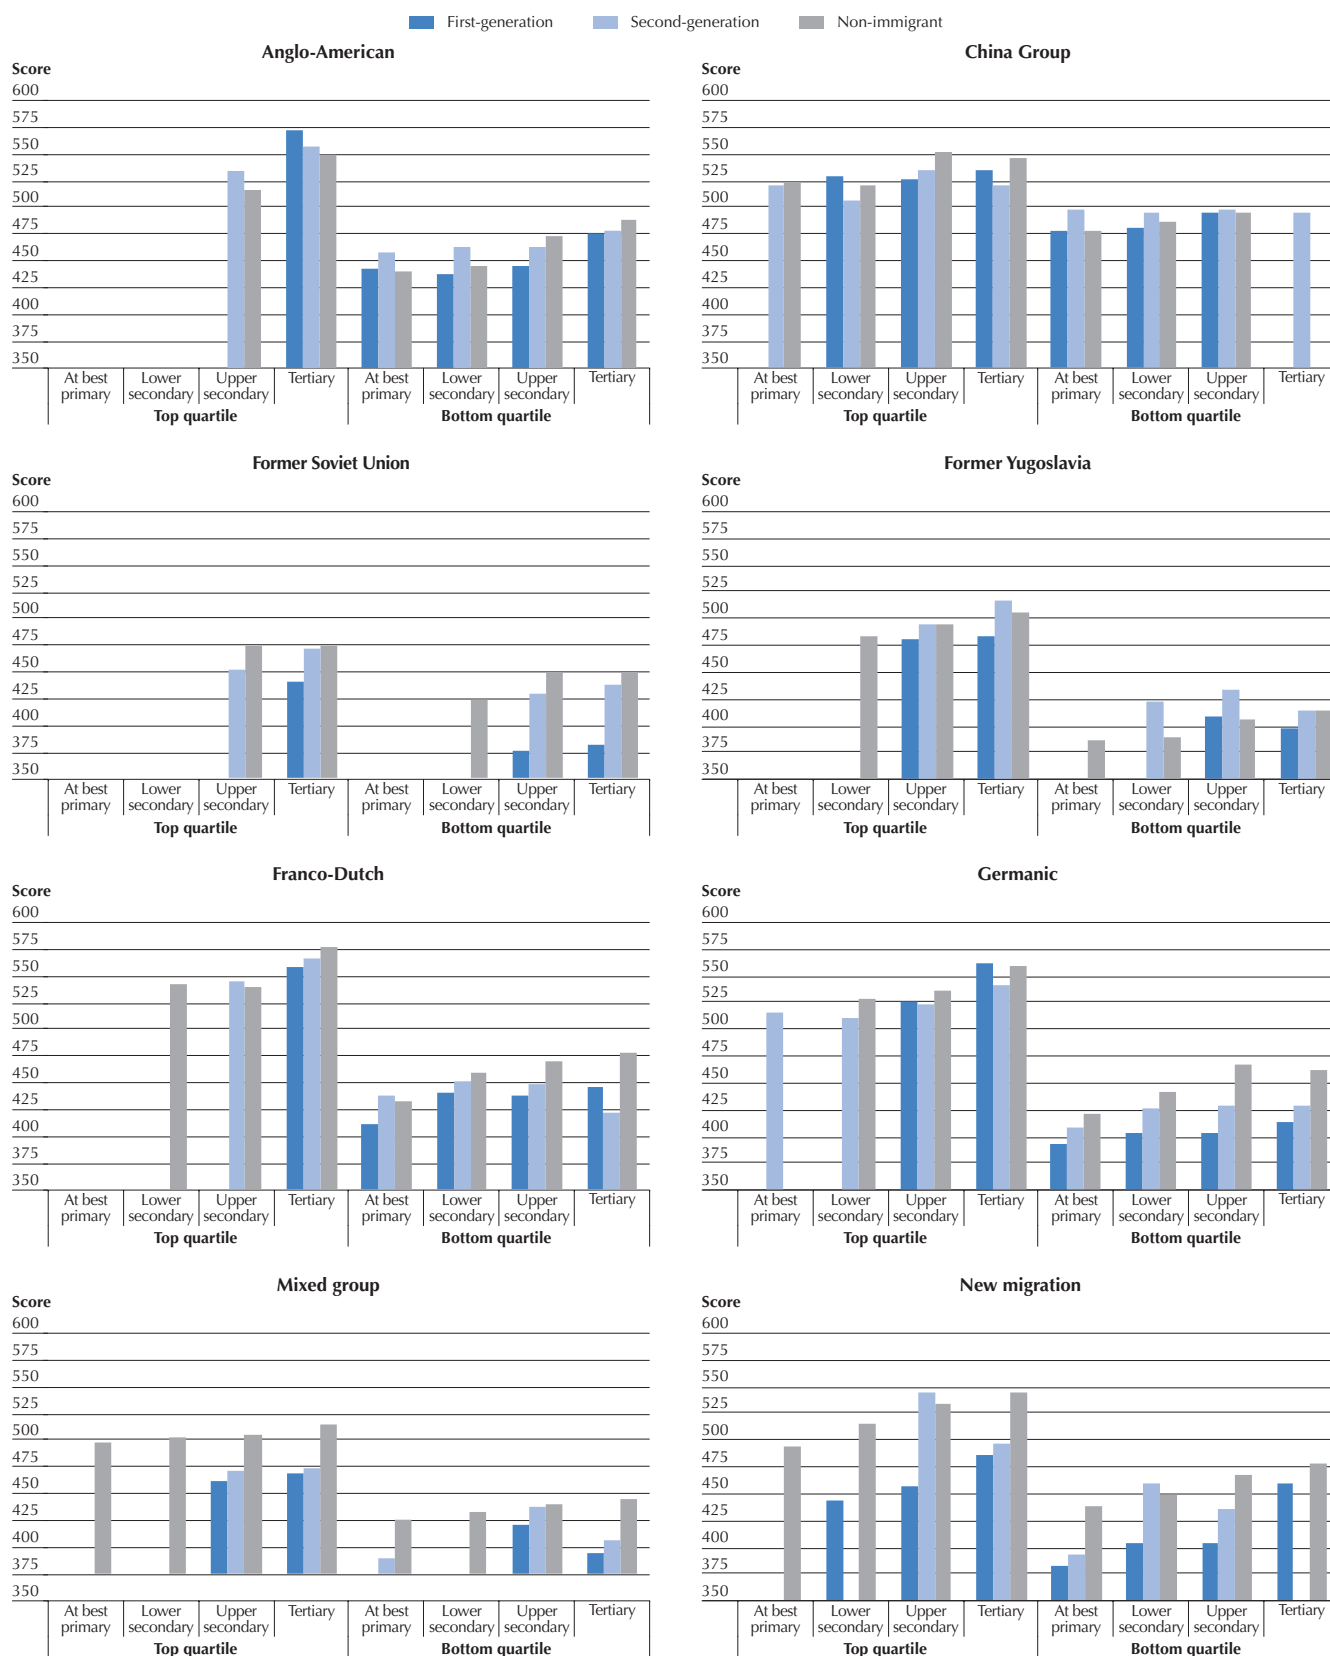 First-generation Second-generation Non-immigrant
Anglo-American
Score
600
575
550
525
500
475
450
425
400
375
350
At best primary Lower secondary Upper secondary Tertiary At best primary Lower secondary Upper secondary Tertiary
Top quartile Bottom quartile
China Group
Score
600
575
550
525
500
475
450
425
400
375
350
At best primary Lower secondary Upper secondary Tertiary At best primary Lower secondary Upper secondary Tertiary
Top quartile Bottom quartile
Former Soviet Union
Score
600
575
550
525
500
475
450
425
400
375
350
At best primary Lower secondary Upper secondary Tertiary At best primary Lower secondary Upper secondary Tertiary
Top quartile Bottom quartile
Former Yugoslavia
Score
600
575
550
525
500
475
450
425
400
375
350
At best primary Lower secondary Upper secondary Tertiary At best primary Lower secondary Upper secondary Tertiary
Top quartile Bottom quartile
Franco-Dutch
Score
600
575
550
525
500
475
450
425
400
375
350
At best primary Lower secondary Upper secondary Tertiary At best primary Lower secondary Upper secondary Tertiary
Top quartile Bottom quartile
Germanic
Score
600
575
550
525
500
475
450
425
400
375
350
At best primary Lower secondary Upper secondary Tertiary At best primary Lower secondary Upper secondary Tertiary
Top quartile Bottom quartile
Mixed group
Score
600
575
550
525
500
475
450
425
400
375
350
At best primary Lower secondary Upper secondary Tertiary At best primary Lower secondary Upper secondary Tertiary
Top quartile Bottom quartile
New migration
Score
600
575
550
525
500
475
450
425
400
375
350
At best primary Lower secondary Upper secondary Tertiary At best primary Lower secondary Upper secondary Tertiary
Top quartile Bottom quartile